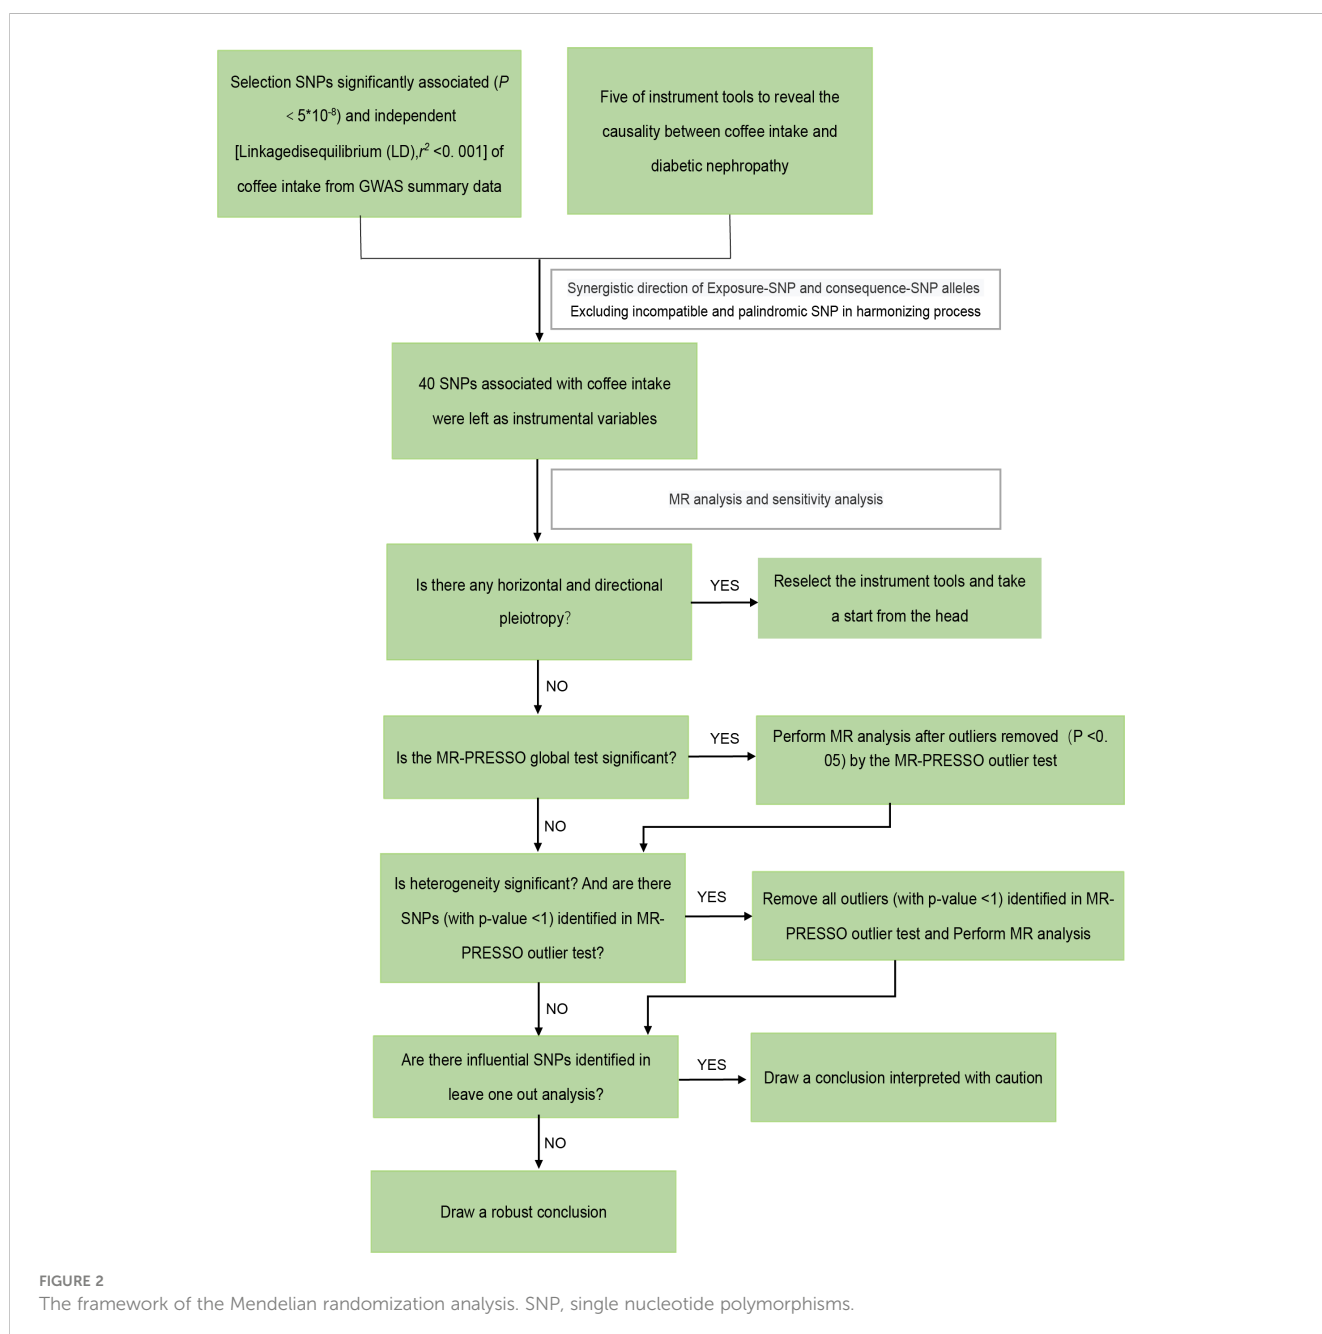 Selection SNPs significantly associated (P
< 5*10-8) and independent
[Linkagedisequilibrium (LD),r2 <0. 001] of
coffee intake from GWAS summary data
Five of instrument tools to reveal the
causality between coffee intake and
diabetic nephropathy
Synergistic direction of Exposure-SNP and consequence-SNP alleles
Excluding incompatible and palindromic SNP in harmonizing process
40 SNPs associated with coffee intake
were left as instrumental variables
MR analysis and sensitivity analysis
Is there any horizontal and directional
pleiotropy?
YES
Reselect the instrument tools and take
a start from the head
NO
Is the MR-PRESSO global test significant?
YES
Perform MR analysis after outliers removed (P <0.
05) by the MR-PRESSO outlier test
NO
Is heterogeneity significant? And are there
SNPs (with p-value <1) identified in MR-
PRESSO outlier test?
YES
Remove all outliers (with p-value <1) identified in MR-
PRESSO outlier test and Perform MR analysis
NO
Are there influential SNPs identified in
leave one out analysis?
YES
Draw a conclusion interpreted with caution
NO
Draw a robust conclusion
FIGURE 2
The framework of the Mendelian randomization analysis. SNP, single nucleotide polymorphisms.